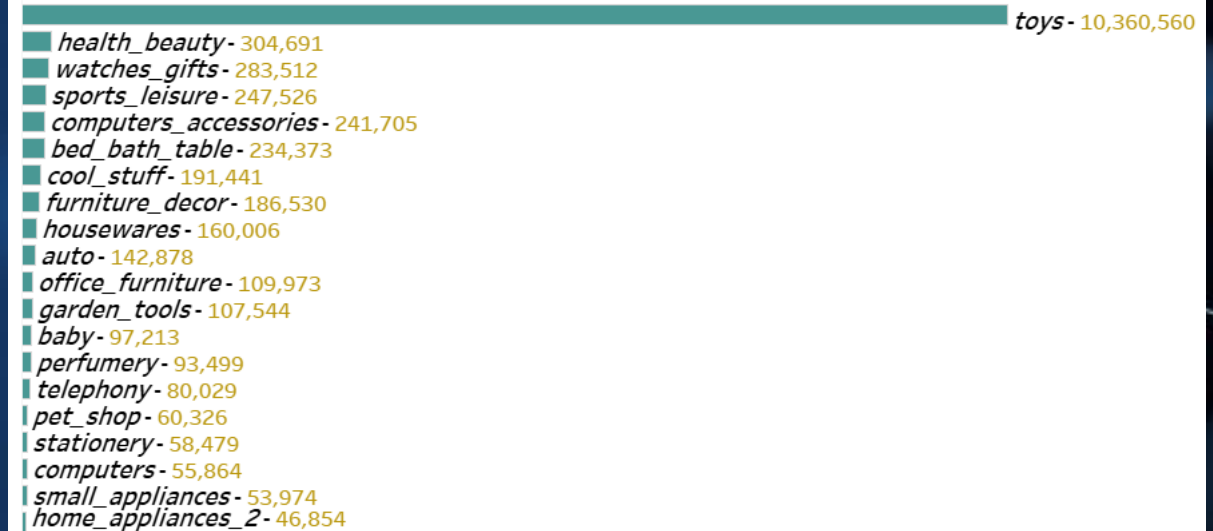 toys - 10,360,560
health_beauty - 304,691
watches_gifts - 283,512
sports_leisure - 247,526
computers_accessories - 241,705
bed_bath_table - 234,373
cool_stuff - 191,441
furniture_decor - 186,530
housewares - 160,006
auto - 142,878
office_furniture - 109,973
garden_tools - 107,544
baby - 97,213
perfumery - 93,499
telephony - 80,029
pet_shop - 60,326
stationery - 58,479
computers - 55,864
small_appliances - 53,974
home_appliances_2 - 46,854